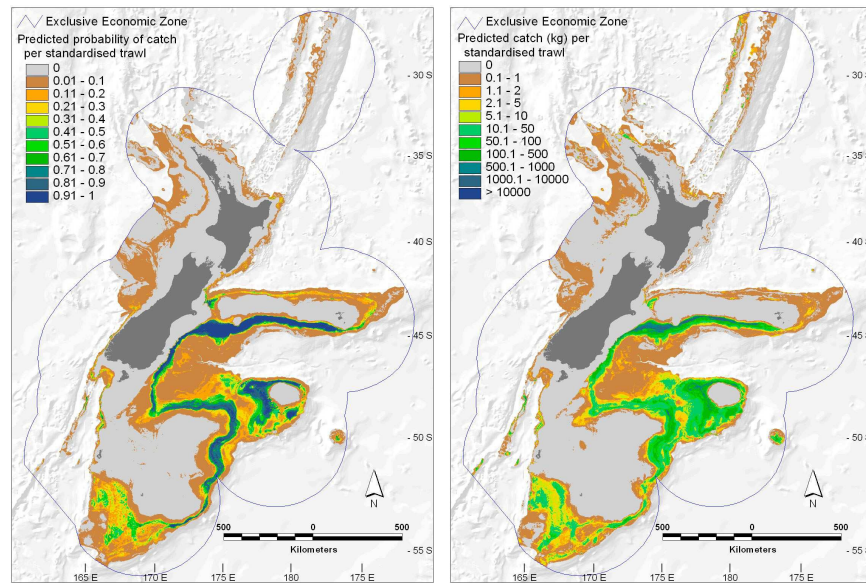 Exclusive Economic Zone
Predicted probability of catch
per standardised trawl
0
0.01 - 0.1
0.11 - 0.2
0.21 - 0.3
0.31 - 0.4
0.41 - 0.5
0.51 - 0.6
0.61 - 0.7
0.71 - 0.8
0.81 - 0.9
0.91 - 1
- 30 S
- 35 S
- 40 S
- 45 S
- 50 S
- 55 S
N
500 0 500
Kilometers
165 E 170 E 175 E 180 175 E
Exclusive Economic Zone
Predicted catch (kg) per
standardised trawl
0
0.1 - 1
1.1 - 2
2.1 - 5
5.1 - 10
10.1 - 50
50.1 - 100
100.1 - 500
500.1 - 1000
1000.1 - 10000
> 10000
- 30 S
- 35 S
- 40 S
- 45 S
- 50 S
- 55 S
N
500 0 500
Kilometers
165 E 170 E 175 E 180 175 E